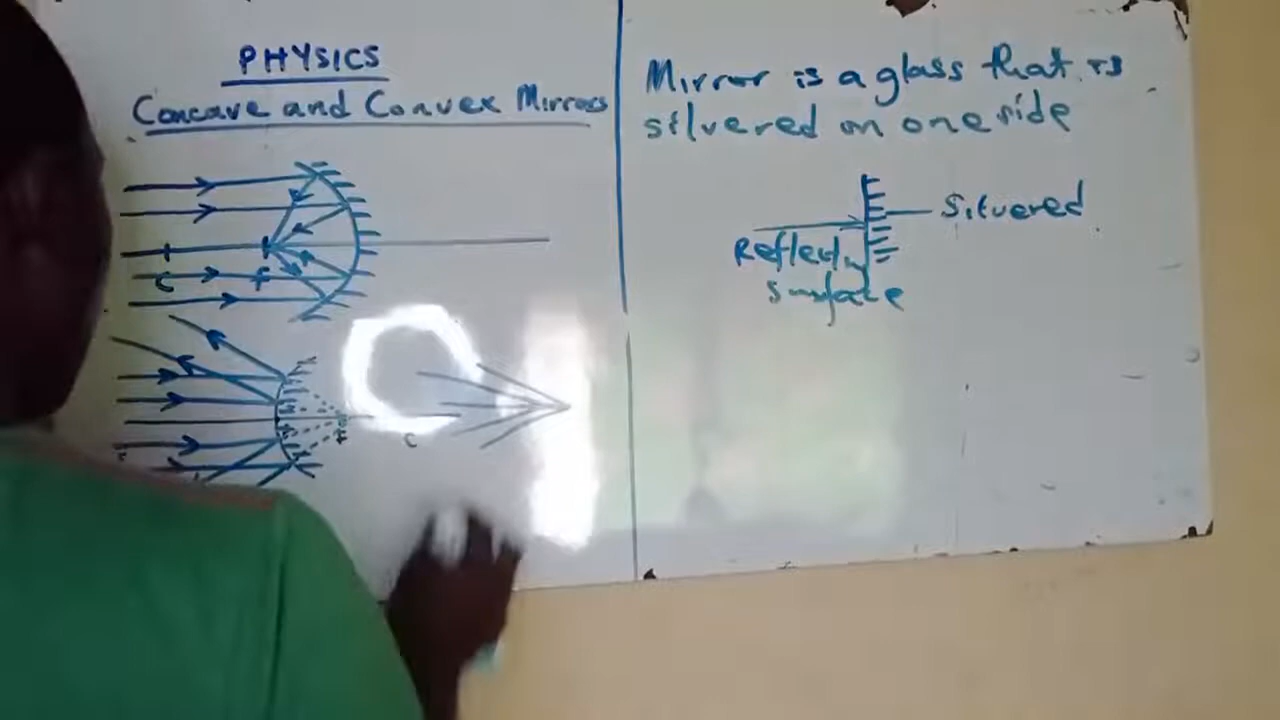 PHYSICS
Concave and Convex Mirrors
C F
F
C
Mirror is a glass that is
silvered on one side
Silvered
Reflecting
surface